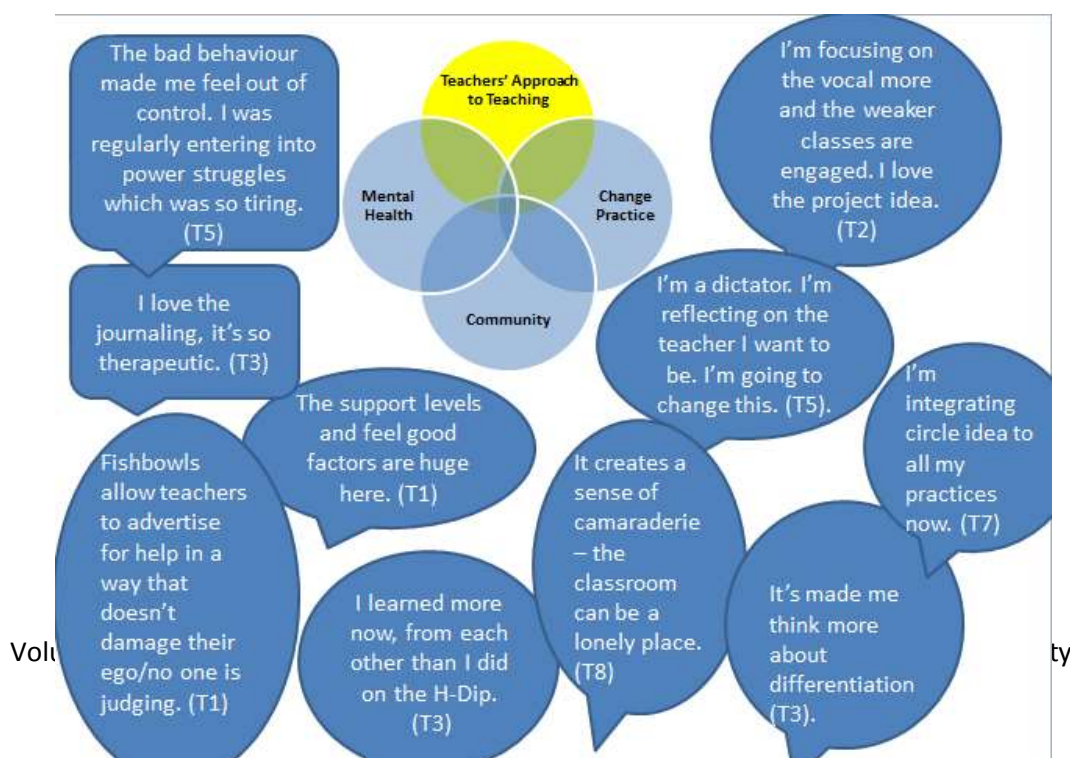 The bad behaviour
made me feel out of
control. I was
regularly entering into
power struggles
which was so tiring.
(T5)
I love the
journaling, it's so
therapeutic. (T3)
Fishbowls
allow teachers
to advertise
for help in a
way that
doesn't
damage their
ego/no one is
judging. (T1)
The support levels
and feel good
factors are huge
here. (T1)
I learned more
now, from each
other than I did
on the H-Dip.
(T3)
Teachers' Approach
to Teaching
Mental
Health
Change
Practice
Community
I'm focusing on
the vocal more
and the weaker
classes are
engaged. I love
the project idea.
(T2)
I'm a dictator. I'm
reflecting on the
teacher I want to
be. I'm going to
change this. (T5).
I'm
integrating
circle idea to
all my
practices
now. (T7)
It creates a
sense of
camaraderie
– the
classroom
can be a
lonely place.
(T8)
It's made me
think more
about
differentiation
(T3).